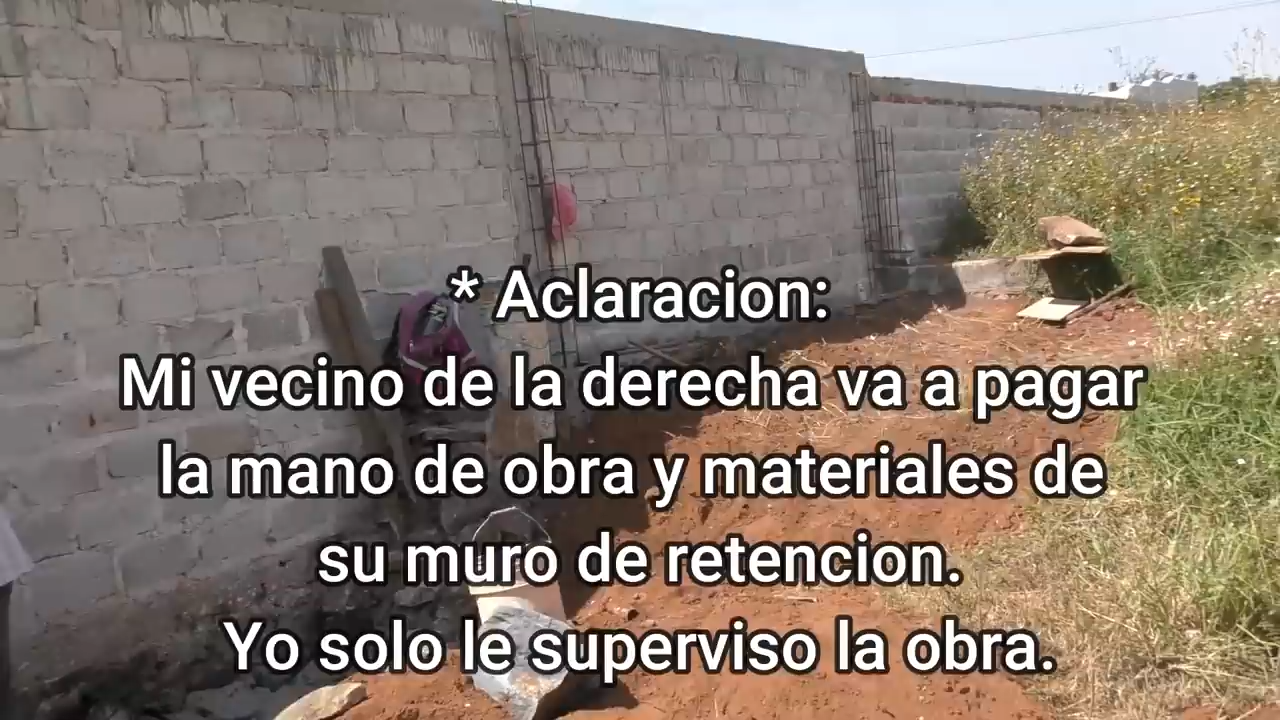 * Aclaracion:
Mi vecino de la derecha va a pagar
la mano de obra y materiales de
su muro de retencion.
Yo solo le superviso la obra.